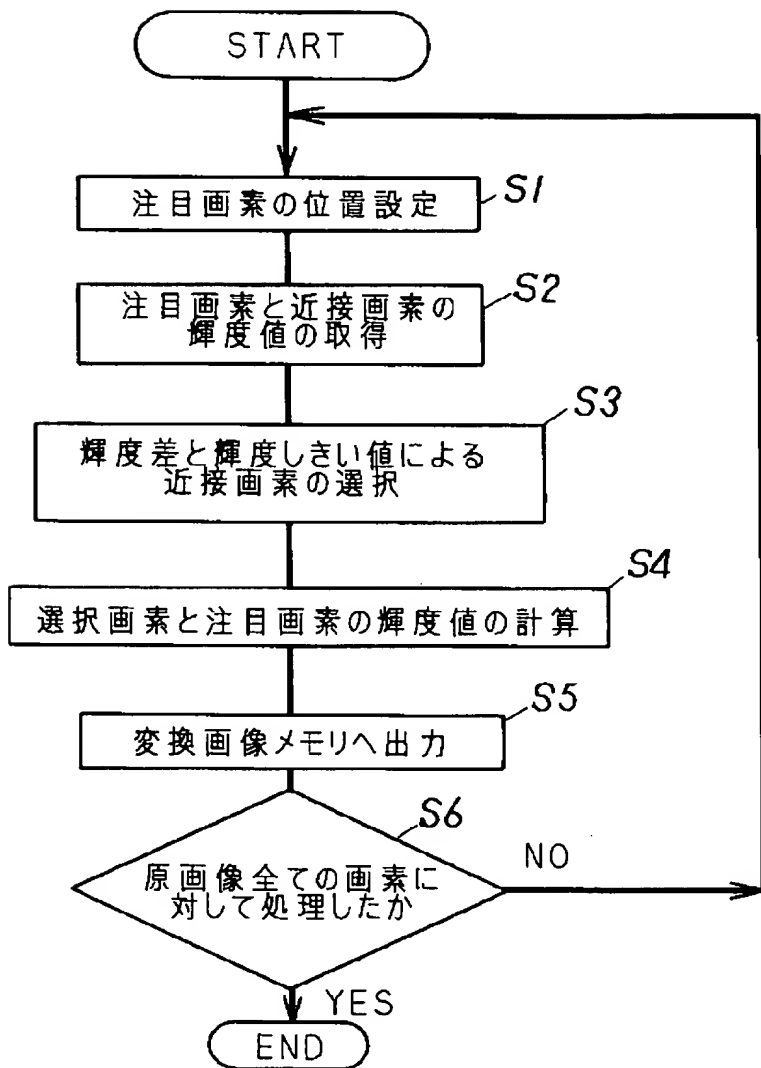 START
注目画素の位置設定
S1
注目画素と近接画素の
輝度値の取得
S2
輝度差と輝度しきい値による
近接画素の選択
S3
選択画素と注目画素の輝度値の計算
S4
変換画像メモリへ出力
S5
原画像全ての画素に
対して処理したか
S6
NO
YES
END